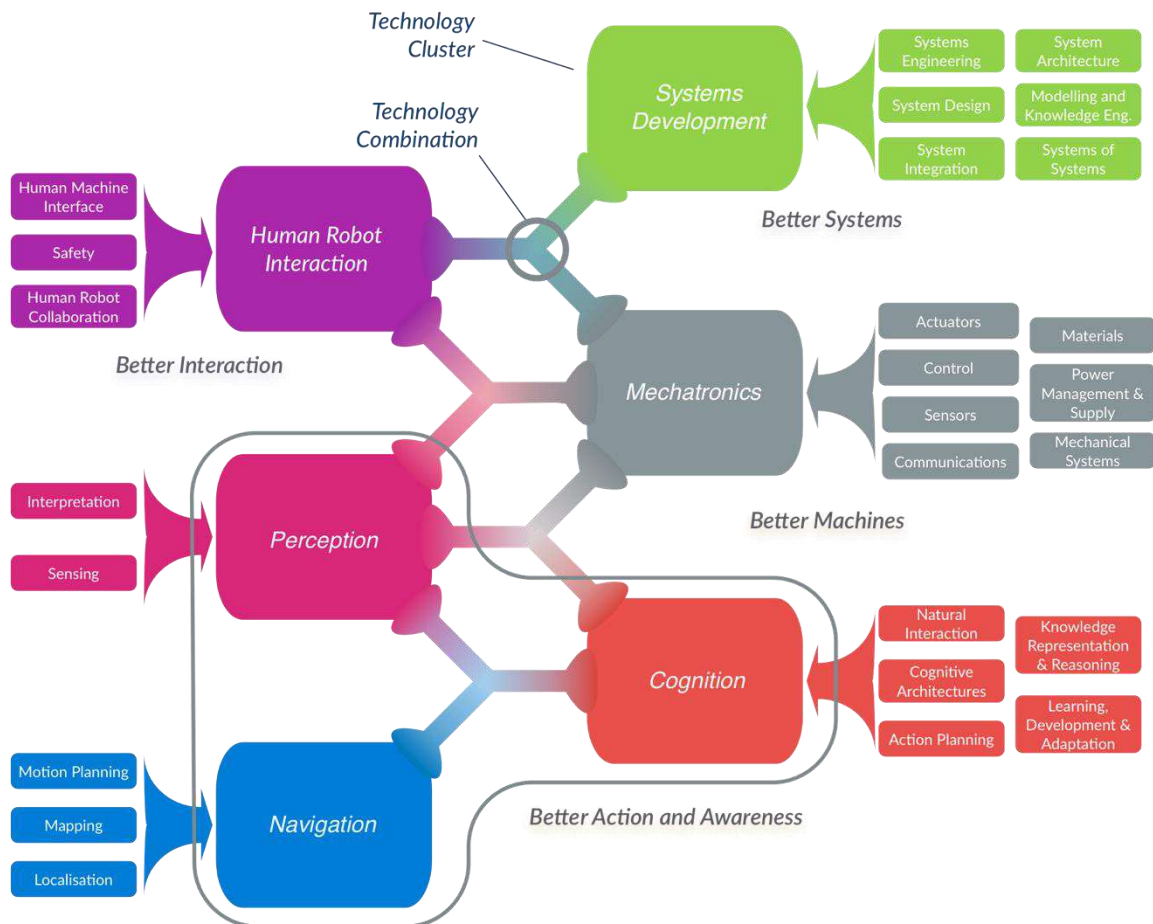 Technology
Cluster
Technology
Combination
Systems
Development
Systems
Engineering
System
Architecture
System Design
Modelling and
Knowledge Eng.
System
Integration
Systems of
Systems
Better Systems
Human Machine
Interface
Safety
Human Robot
Collaboration
Human Robot
Interaction
Better Interaction
Mechatronics
Actuators
Materials
Control
Power
Management &
Supply
Sensors
Communications
Mechanical
Systems
Better Machines
Interpretation
Sensing
Perception
Cognition
Natural
Interaction
Knowledge
Representation
& Reasoning
Cognitive
Architectures
Action Planning
Learning,
Development &
Adaptation
Motion Planning
Mapping
Localisation
Navigation
Better Action and Awareness